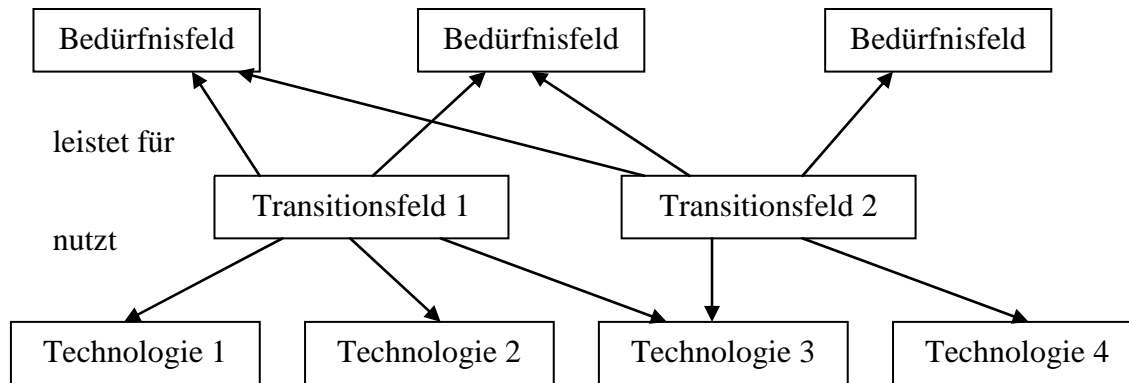 Bedürfnisfeld Bedürfnisfeld Bedürfnisfeld
leistet für
Transitionsfeld 1 Transitionsfeld 2
nutzt
Technologie 1 Technologie 2 Technologie 3 Technologie 4